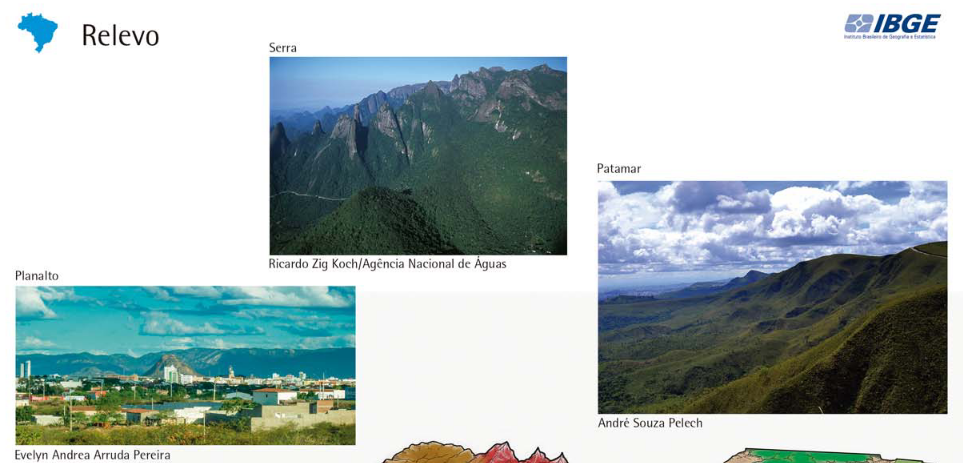 Relevo
IBGE
Instituto Brasileiro de Geografia e Estatística
Serra
Ricardo Zig Koch/Agência Nacional de Águas
Patamar
André Souza Pelech
Planalto
Evelyn Andrea Arruda Pereira